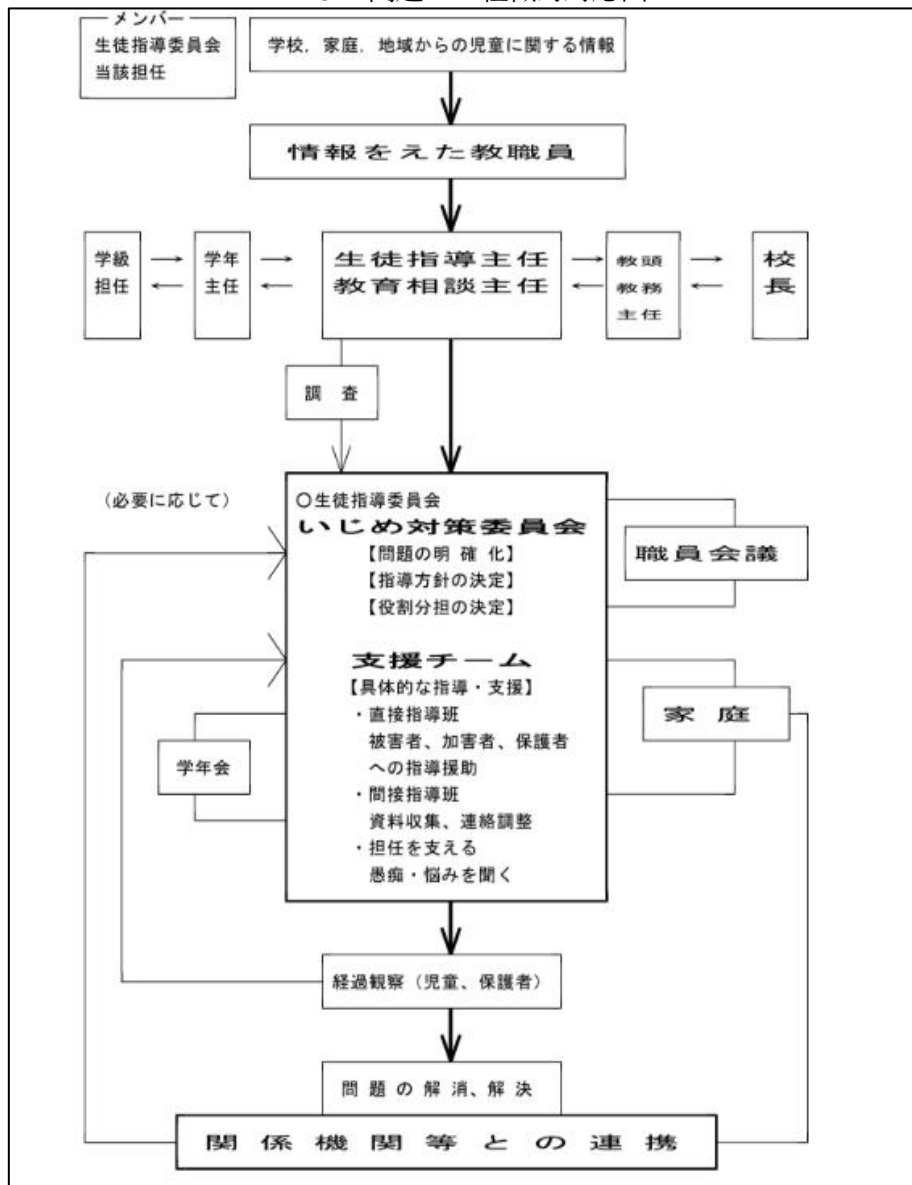 メンバー
生徒指導委員会
当該担任
学校．家庭．地域からの児童に関する情報
情報をえた教職員
学級
担任
学年
主任
生徒指導主任
教育相談主任
教頭
教務
主任
校
長
調　査
（必要に応じて）
〇生徒指導委員会
いじめ対策委員会
【問題の明 確 化】
【指導方針の決定】
【役割分担の決定】
職員会議
支援チーム
【具体的な指導・支援】
・直接指導班
被害者、加害者、保護者
への指導援助
・間接指導班
資料収集、連絡調整
・担任を支える
愚痴・悩みを聞く
家 庭
学年会
経過観察（児童、保護者）
問 題 の 解 消、解 決
関 係 機 関 等 と の 連 携